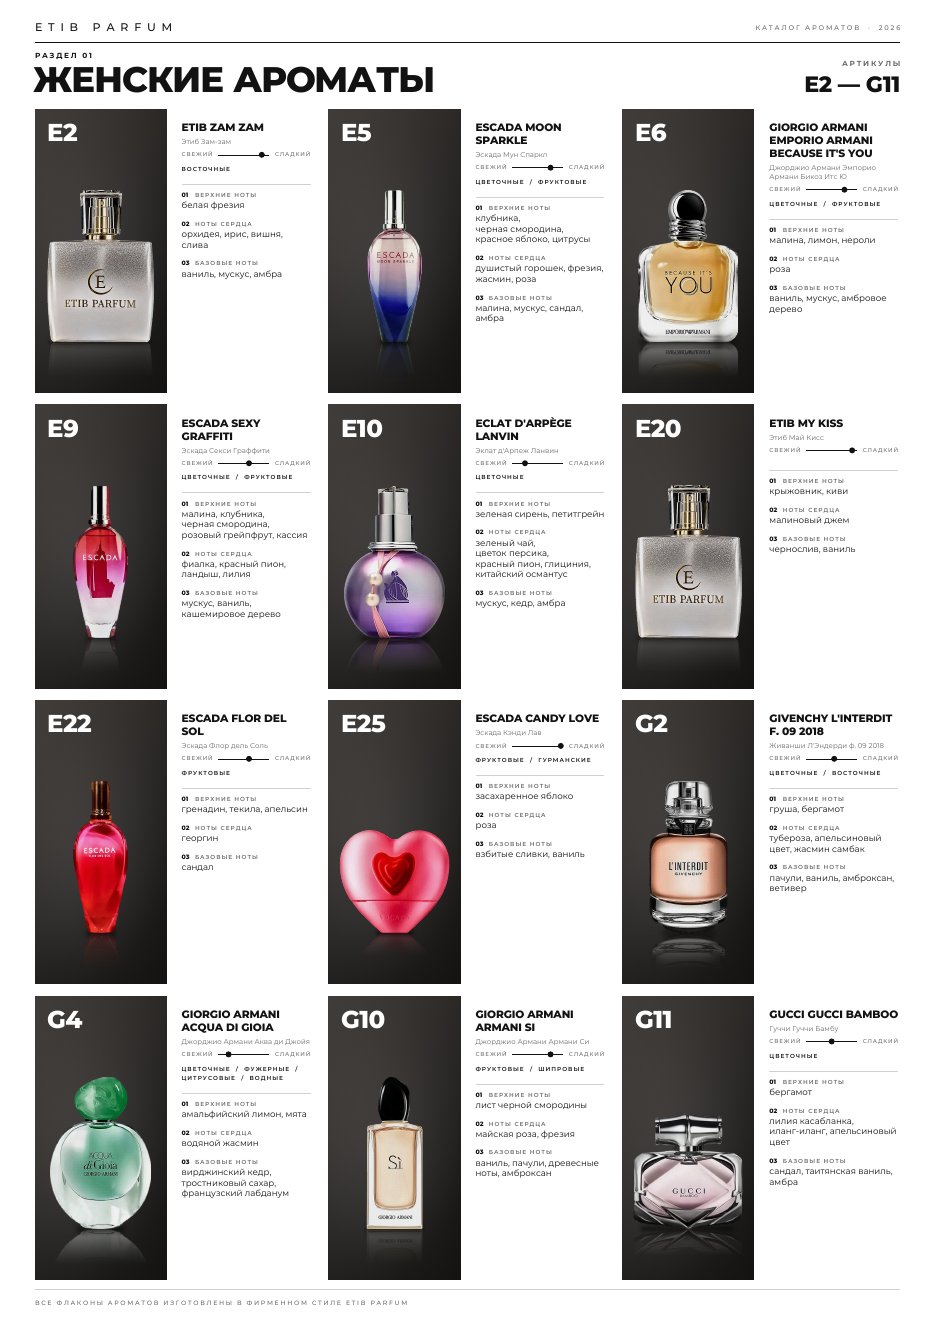 ETIB PARFUM
КАТАЛОГ АРОМАТОВ · 2026
РАЗДЕЛ 01
ЖЕНСКИЕ АРОМАТЫ
АРТИКУЛЫ
E2 — G11
E2
ETIB PARFUM
ETIB ZAM ZAM
Этиб Зам-зам
СВЕЖИЙ СЛАДКИЙ
ВОСТОЧНЫЕ
01 ВЕРХНИЕ НОТЫ
белая фрезия
02 НОТЫ СЕРДЦА
орхидея, ирис, вишня,
слива
03 БАЗОВЫЕ НОТЫ
ваниль, мускус, амбра
E5
ESCADA
MOON SPARKLE
ESCADA MOON
SPARKLE
Эскада Мун Спаркл
СВЕЖИЙ СЛАДКИЙ
ЦВЕТОЧНЫЕ / ФРУКТОВЫЕ
01 ВЕРХНИЕ НОТЫ
клубника,
черная смородина,
красное яблоко, цитрусы
02 НОТЫ СЕРДЦА
душистый горошек, фрезия,
жасмин, роза
03 БАЗОВЫЕ НОТЫ
малина, мускус, сандал,
амбра
E6
BECAUSE IT'S
YOU
EMPORIO ARMANI
GIORGIO ARMANI
EMPORIO ARMANI
BECAUSE IT'S YOU
Джорджио Армани Эмпорио
Армани Бикоз Итс Ю
СВЕЖИЙ СЛАДКИЙ
ЦВЕТОЧНЫЕ / ФРУКТОВЫЕ
01 ВЕРХНИЕ НОТЫ
малина, лимон, нероли
02 НОТЫ СЕРДЦА
роза
03 БАЗОВЫЕ НОТЫ
ваниль, мускус, амбровое
дерево
E9
ESCADA
ESCADA SEXY
GRAFFITI
Эскада Секси Граффити
СВЕЖИЙ СЛАДКИЙ
ЦВЕТОЧНЫЕ / ФРУКТОВЫЕ
01 ВЕРХНИЕ НОТЫ
малина, клубника,
черная смородина,
розовый грейпфрут, кассия
02 НОТЫ СЕРДЦА
фиалка, красный пион,
ландыш, лилия
03 БАЗОВЫЕ НОТЫ
мускус, ваниль,
кашемировое дерево
E10
ECLAT D'ARPÈGE
LANVIN
Эклат д'Арпеж Ланвин
СВЕЖИЙ СЛАДКИЙ
ЦВЕТОЧНЫЕ
01 ВЕРХНИЕ НОТЫ
зеленая сирень, петитгрейн
02 НОТЫ СЕРДЦА
зеленый чай,
цветок персика,
красный пион, глициния,
китайский османтус
03 БАЗОВЫЕ НОТЫ
мускус, кедр, амбра
E20
ETIB PARFUM
ETIB MY KISS
Этиб Май Кисс
СВЕЖИЙ СЛАДКИЙ
01 ВЕРХНИЕ НОТЫ
крыжовник, киви
02 НОТЫ СЕРДЦА
малиновый джем
03 БАЗОВЫЕ НОТЫ
чернослив, ваниль
E22
ESCADA
ESCADA FLOR DEL
SOL
Эскада Флор дель Соль
СВЕЖИЙ СЛАДКИЙ
ФРУКТОВЫЕ
01 ВЕРХНИЕ НОТЫ
гренадин, текила, апельсин
02 НОТЫ СЕРДЦА
георгин
03 БАЗОВЫЕ НОТЫ
сандал
E25
ESCADA CANDY LOVE
Эскада Кэнди Лав
СВЕЖИЙ СЛАДКИЙ
ФРУКТОВЫЕ / ГУРМАНСКИЕ
01 ВЕРХНИЕ НОТЫ
засахаренное яблоко
02 НОТЫ СЕРДЦА
роза
03 БАЗОВЫЕ НОТЫ
взбитые сливки, ваниль
G2
L'INTERDIT
GIVENCHY
GIVENCHY L'INTERDIT
F. 09 2018
Живанши Л'Эндерди ф. 09 2018
СВЕЖИЙ СЛАДКИЙ
ЦВЕТОЧНЫЕ / ВОСТОЧНЫЕ
01 ВЕРХНИЕ НОТЫ
груша, бергамот
02 НОТЫ СЕРДЦА
тубероза, апельсиновый
цвет, жасмин самбак
03 БАЗОВЫЕ НОТЫ
пачули, ваниль, амброксан,
ветивер
G4
ACQUA
di Gioia
GIORGIO ARMANI
GIORGIO ARMANI
ACQUA DI GIOIA
Джорджио Армани Аква ди Джойя
СВЕЖИЙ СЛАДКИЙ
ЦВЕТОЧНЫЕ / ФУЖЕРНЫЕ /
ЦИТРУСОВЫЕ / ВОДНЫЕ
01 ВЕРХНИЕ НОТЫ
амальфийский лимон, мята
02 НОТЫ СЕРДЦА
водяной жасмин
03 БАЗОВЫЕ НОТЫ
вирджинский кедр,
тростниковый сахар,
французский лабданум
G10
Sì
GIORGIO ARMANI
GIORGIO ARMANI
ARMANI SI
Джорджио Армани Армани Си
СВЕЖИЙ СЛАДКИЙ
ФРУКТОВЫЕ / ШИПРОВЫЕ
01 ВЕРХНИЕ НОТЫ
лист черной смородины
02 НОТЫ СЕРДЦА
майская роза, фрезия
03 БАЗОВЫЕ НОТЫ
ваниль, пачули, древесные
ноты, амброксан
G11
GUCCI
BAMBOO
GUCCI GUCCI BAMBOO
Гуччи Гуччи Бамбу
СВЕЖИЙ СЛАДКИЙ
ЦВЕТОЧНЫЕ
01 ВЕРХНИЕ НОТЫ
бергамот
02 НОТЫ СЕРДЦА
лилия касабланка,
иланг-иланг, апельсиновый
цвет
03 БАЗОВЫЕ НОТЫ
сандал, таитянская ваниль,
амбра
ВСЕ ФЛАКОНЫ АРОМАТОВ ИЗГОТОВЛЕНЫ В ФИРМЕННОМ СТИЛЕ ETIB PARFUM